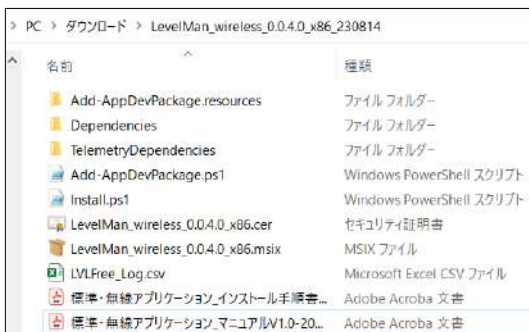 > PC > ダウンロード > LevelMan_wireless_0.0.4.0_x86_230814
名前 種類
Add-AppDevPackage.resources ファイル フォルダー
Dependencies ファイル フォルダー
TelemetryDependencies ファイル フォルダー
Add-AppDevPackage.ps1 Windows PowerShell スクリプト
Install.ps1 Windows PowerShell スクリプト
LevelMan_wireless_0.0.4.0_x86.cer セキュリティ証明書
LevelMan_wireless_0.0.4.0_x86.msix MSIX ファイル
LVLFree_Log.csv Microsoft Excel CSV ファイル
標準・無線アプリケーション_インストール手順書... Adobe Acroba 文書
標準・無線アプリケーション_マニュアルV1.0-20... Adobe Acroba 文書